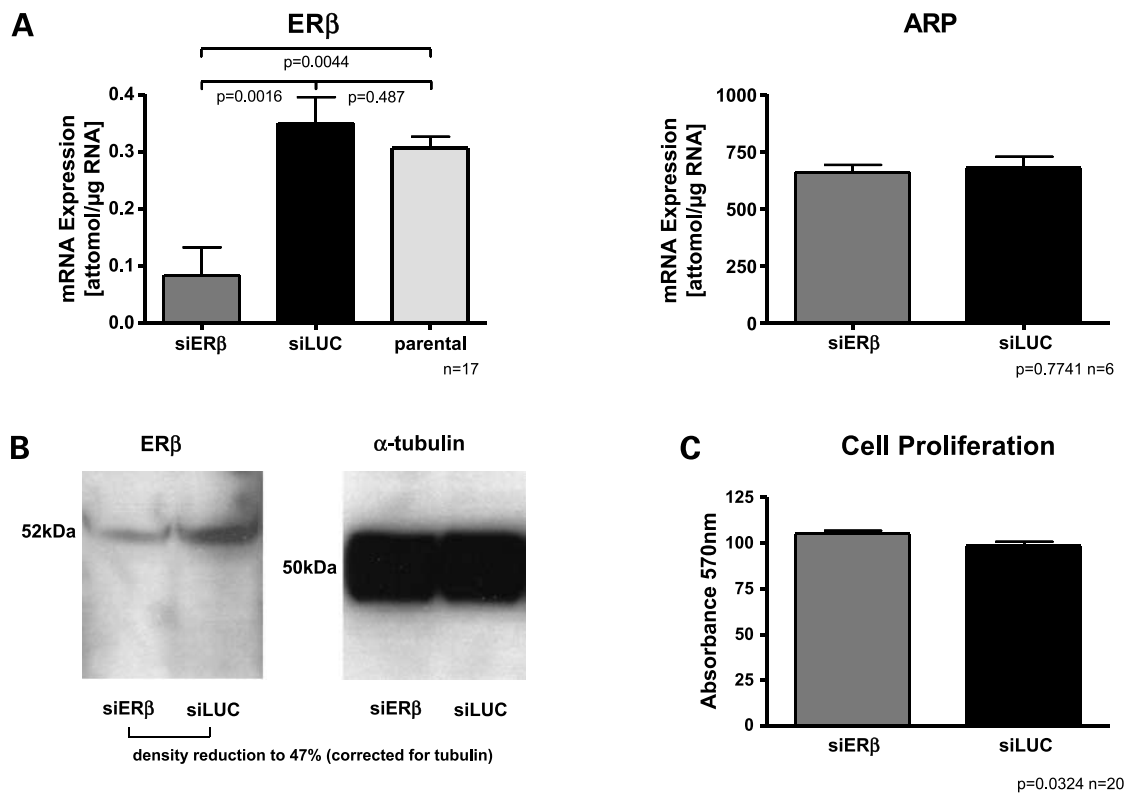 A
ERβ
p=0.0044
p=0.0016
p=0.487
mRNA Expression
[attomol/µg RNA]
0.4
0.3
0.2
0.1
0.0
siERβ
siLUC
parental
n=17
ARP
mRNA Expression
[attomol/µg RNA]
1000
750
500
250
0
siERβ
siLUC
p=0.7741 n=6
B
ERβ
α-tubulin
52kDa
50kDa
siERβ
siLUC
siERβ
siLUC
density reduction to 47% (corrected for tubulin)
C
Cell Proliferation
Absorbance 570nm
125
100
75
50
25
0
siERβ
siLUC
p=0.0324 n=20